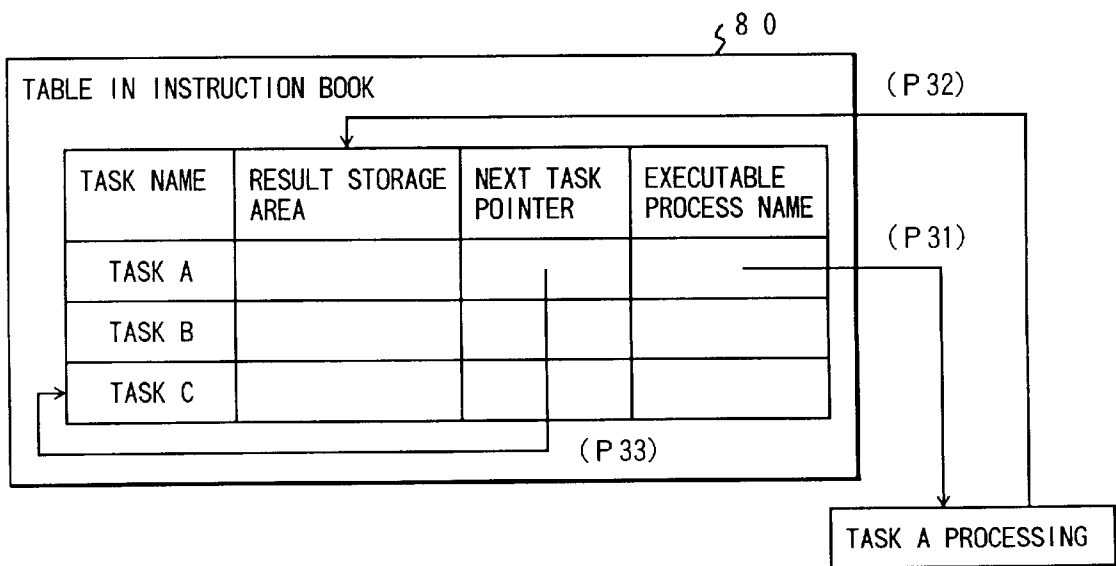 80
TABLE IN INSTRUCTION BOOK
(P32)
TASK NAME
RESULT STORAGE
AREA
NEXT TASK
POINTER
EXECUTABLE
PROCESS NAME
(P31)
TASK A
TASK B
TASK C
(P33)
TASK A PROCESSING